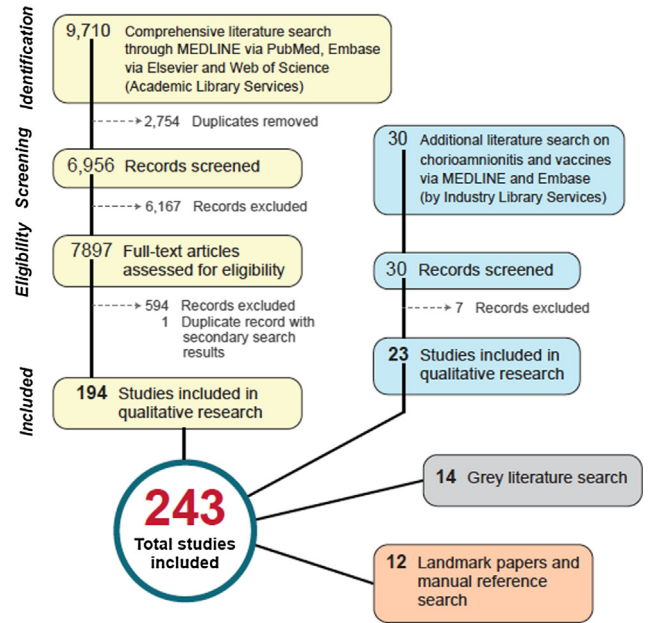 Identification
9,710 Comprehensive literature search
through MEDLINE via PubMed, Embase
via Elsevier and Web of Science
(Academic Library Services)
2,754 Duplicates removed
Screening
6,956 Records screened
6,167 Records excluded
Eligibility
7897 Full-text articles
assessed for eligibility
594 Records excluded
1 Duplicate record with
secondary search
results
Included
194 Studies included in
qualitative research
30 Additional literature search on
chorioamnionitis and vaccines
via MEDLINE and Embase
(by Industry Library Services)
30 Records screened
7 Records excluded
23 Studies included in
qualitative research
243
Total studies
included
14 Grey literature search
12 Landmark papers and
manual reference
search